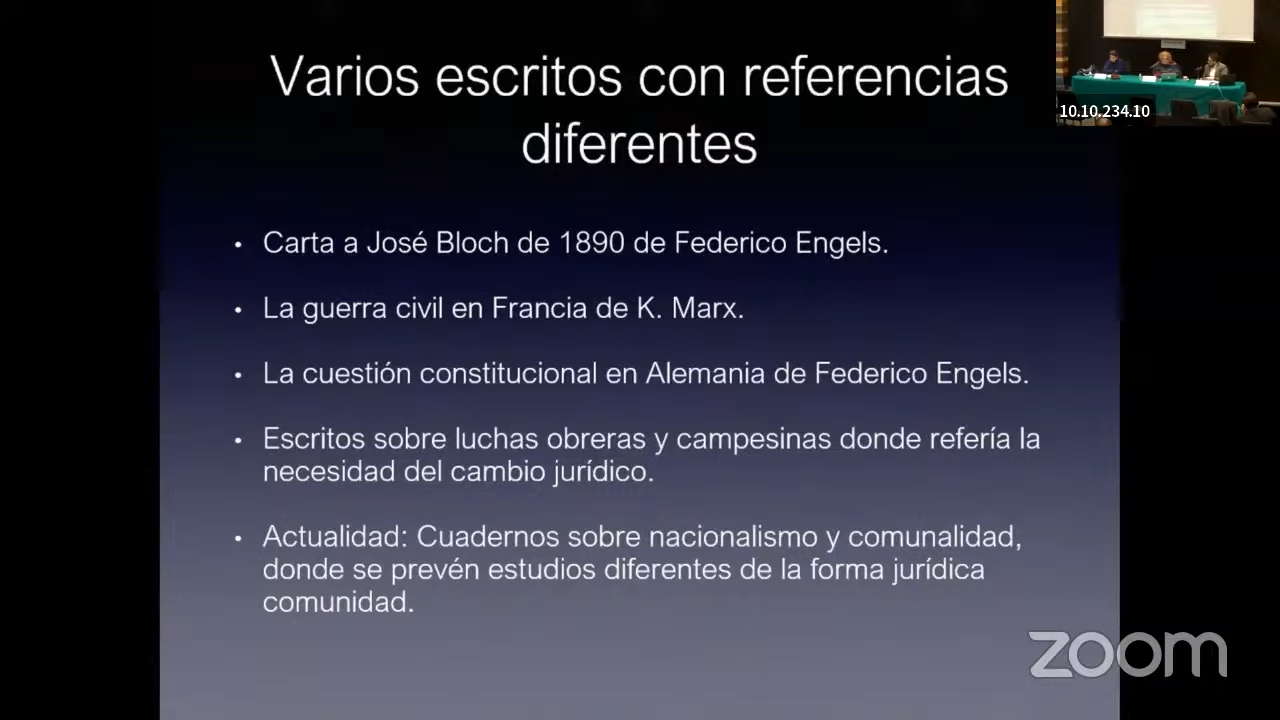 Varios escritos con referencias
diferentes
10.10.234.10
• Carta a José Bloch de 1890 de Federico Engels.
• La guerra civil en Francia de K. Marx.
• La cuestión constitucional en Alemania de Federico Engels.
• Escritos sobre luchas obreras y campesinas donde refería la
necesidad del cambio jurídico.
• Actualidad: Cuadernos sobre nacionalismo y comunalidad,
donde se prevén estudios diferentes de la forma jurídica
comunidad.
zoom